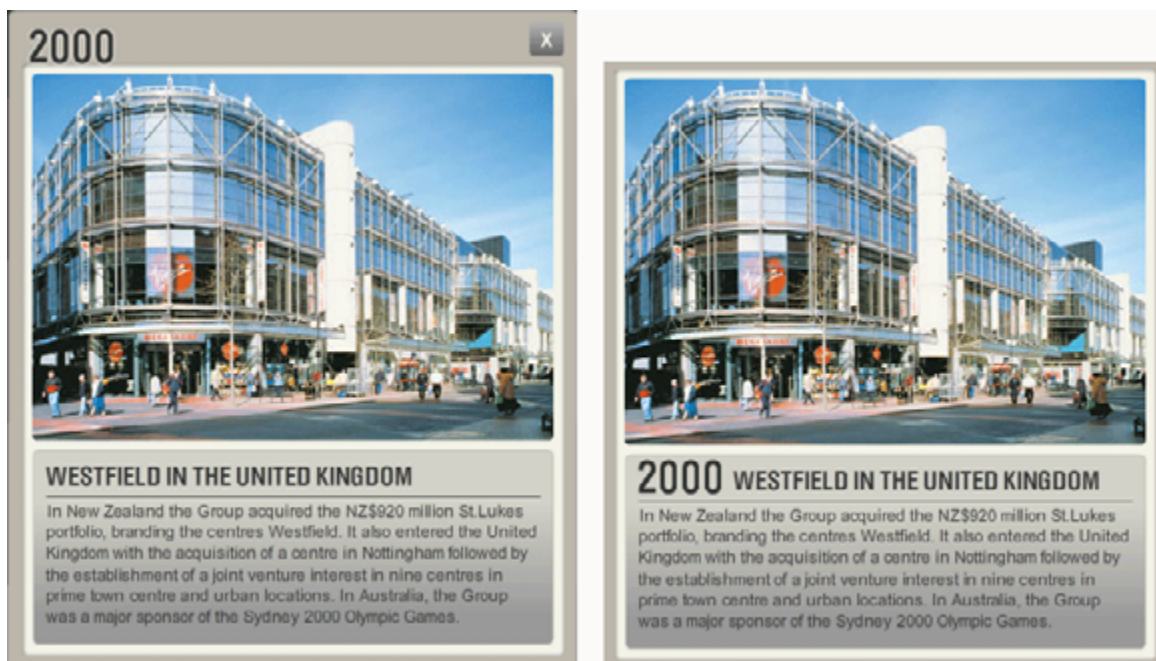 2000
X
WESTFIELD IN THE UNITED KINGDOM
In New Zealand the Group acquired the NZ$920 million St.Lukes
portfolio, branding the centres Westfield. It also entered the United
Kingdom with the acquisition of a centre in Nottingham followed by
the establishment of a joint venture interest in nine centres in
prime town centre and urban locations. In Australia, the Group
was a major sponsor of the Sydney 2000 Olympic Games.
2000 WESTFIELD IN THE UNITED KINGDOM
In New Zealand the Group acquired the NZ$920 million St.Lukes
portfolio, branding the centres Westfield. It also entered the United
Kingdom with the acquisition of a centre in Nottingham followed by
the establishment of a joint venture interest in nine centres in
prime town centre and urban locations. In Australia, the Group
was a major sponsor of the Sydney 2000 Olympic Games.